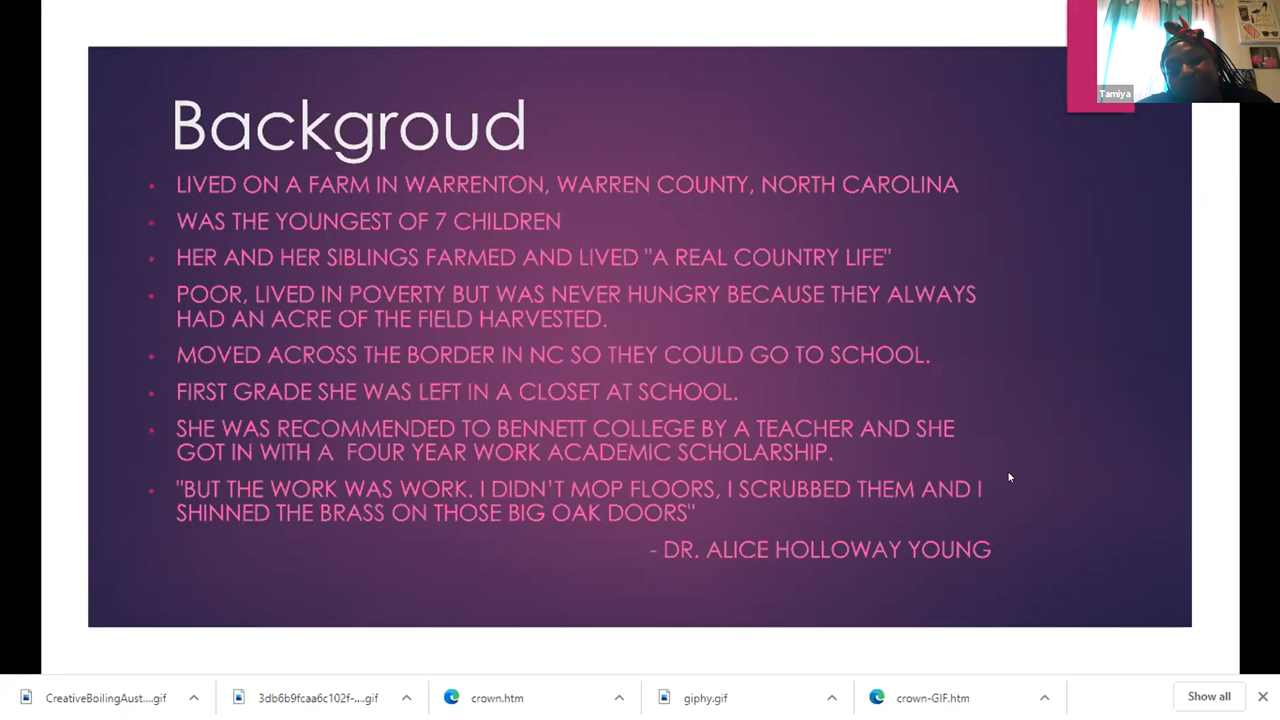 Tamiya
Backgroud
• LIVED ON A FARM IN WARRENTON, WARREN COUNTY, NORTH CAROLINA
• WAS THE YOUNGEST OF 7 CHILDREN
• HER AND HER SIBLINGS FARMED AND LIVED "A REAL COUNTRY LIFE"
• POOR, LIVED IN POVERTY BUT WAS NEVER HUNGRY BECAUSE THEY ALWAYS
HAD AN ACRE OF THE FIELD HARVESTED.
• MOVED ACROSS THE BORDER IN NC SO THEY COULD GO TO SCHOOL.
• FIRST GRADE SHE WAS LEFT IN A CLOSET AT SCHOOL.
• SHE WAS RECOMMENDED TO BENNETT COLLEGE BY A TEACHER AND SHE
GOT IN WITH A FOUR YEAR WORK ACADEMIC SCHOLARSHIP.
• "BUT THE WORK WAS WORK. I DIDN'T MOP FLOORS, I SCRUBBED THEM AND I
SHINNED THE BRASS ON THOSE BIG OAK DOORS"
- DR. ALICE HOLLOWAY YOUNG
CreativeBoilingAust....gif 3db6b9fcaa6c102f-....gif crown.htm giphy.gif crown-GIF.htm Show all